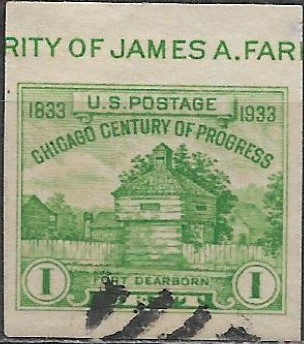 RITY OF JAMES A. FAR
U.S. POSTAGE
1833 1933
CHICAGO CENTURY OF PROGRESS
FORT DEARBORN
1 1